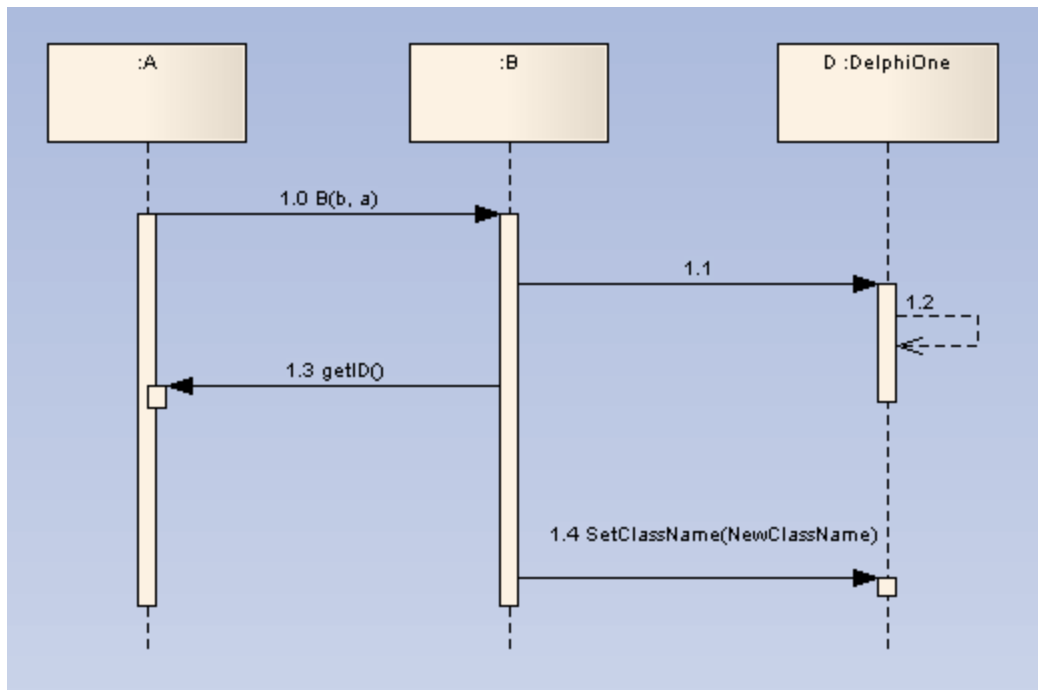 :A
:B
D :DelphiOne
1.0 B(b, a)
1.1
1.2
1.3 getID()
1.4 SetClassName(NewClassName)